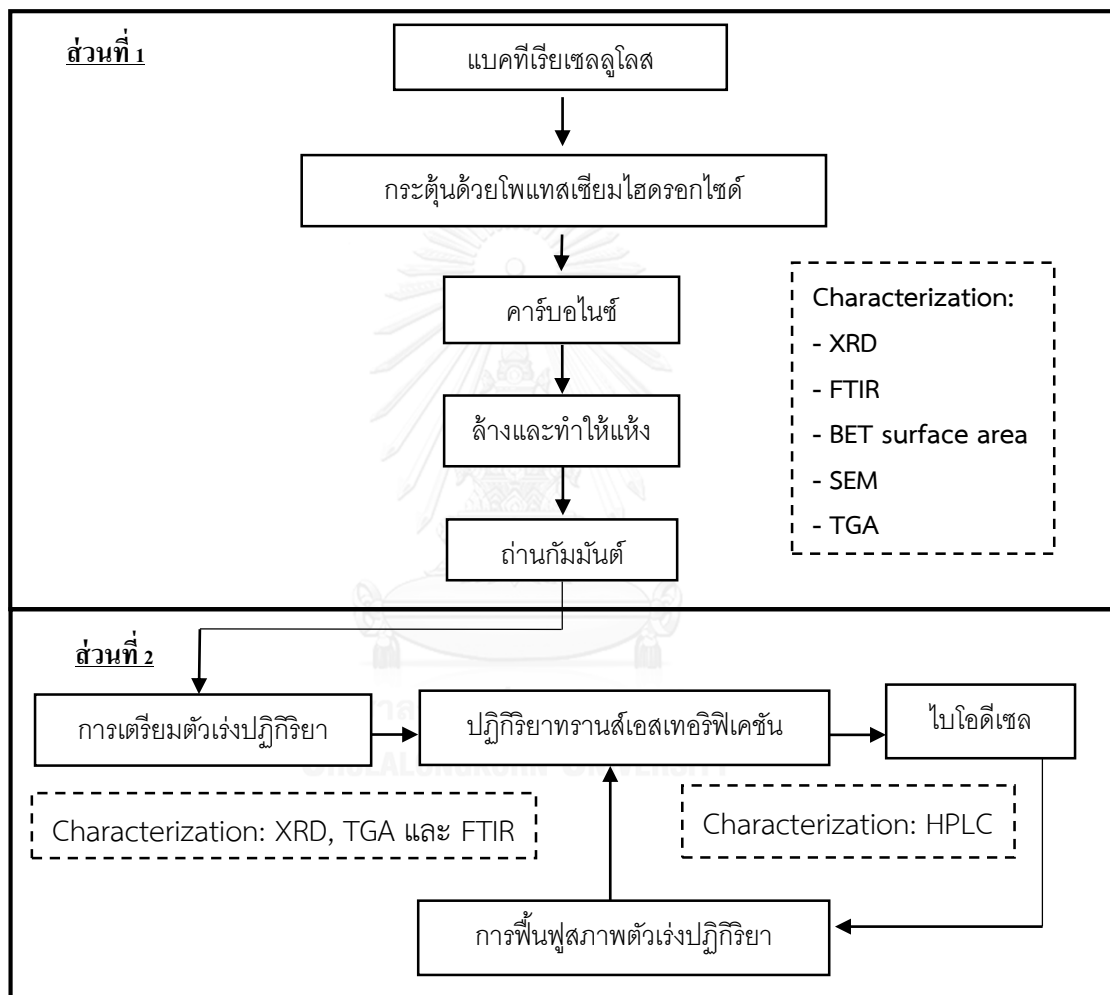 ส่วนที่ 1
แบคทีเรียเซลลูโลส
กระตุ้นด้วยโพแทสเซียมไฮดรอกไซด์
คาร์บอไนซ์
ล้างและทำให้แห้ง
ถ่านกัมมันต์
Characterization:
- XRD
- FTIR
- BET surface area
- SEM
- TGA
ส่วนที่ 2
การเตรียมตัวเร่งปฏิกิริยา
ปฏิกิริยาทรานส์เอสเทอริฟิเคชัน
ไบโอดีเซล
CHULALONGKORN UNIVERSITY
Characterization: XRD, TGA และ FTIR
Characterization: HPLC
การฟื้นฟูสภาพตัวเร่งปฏิกิริยา